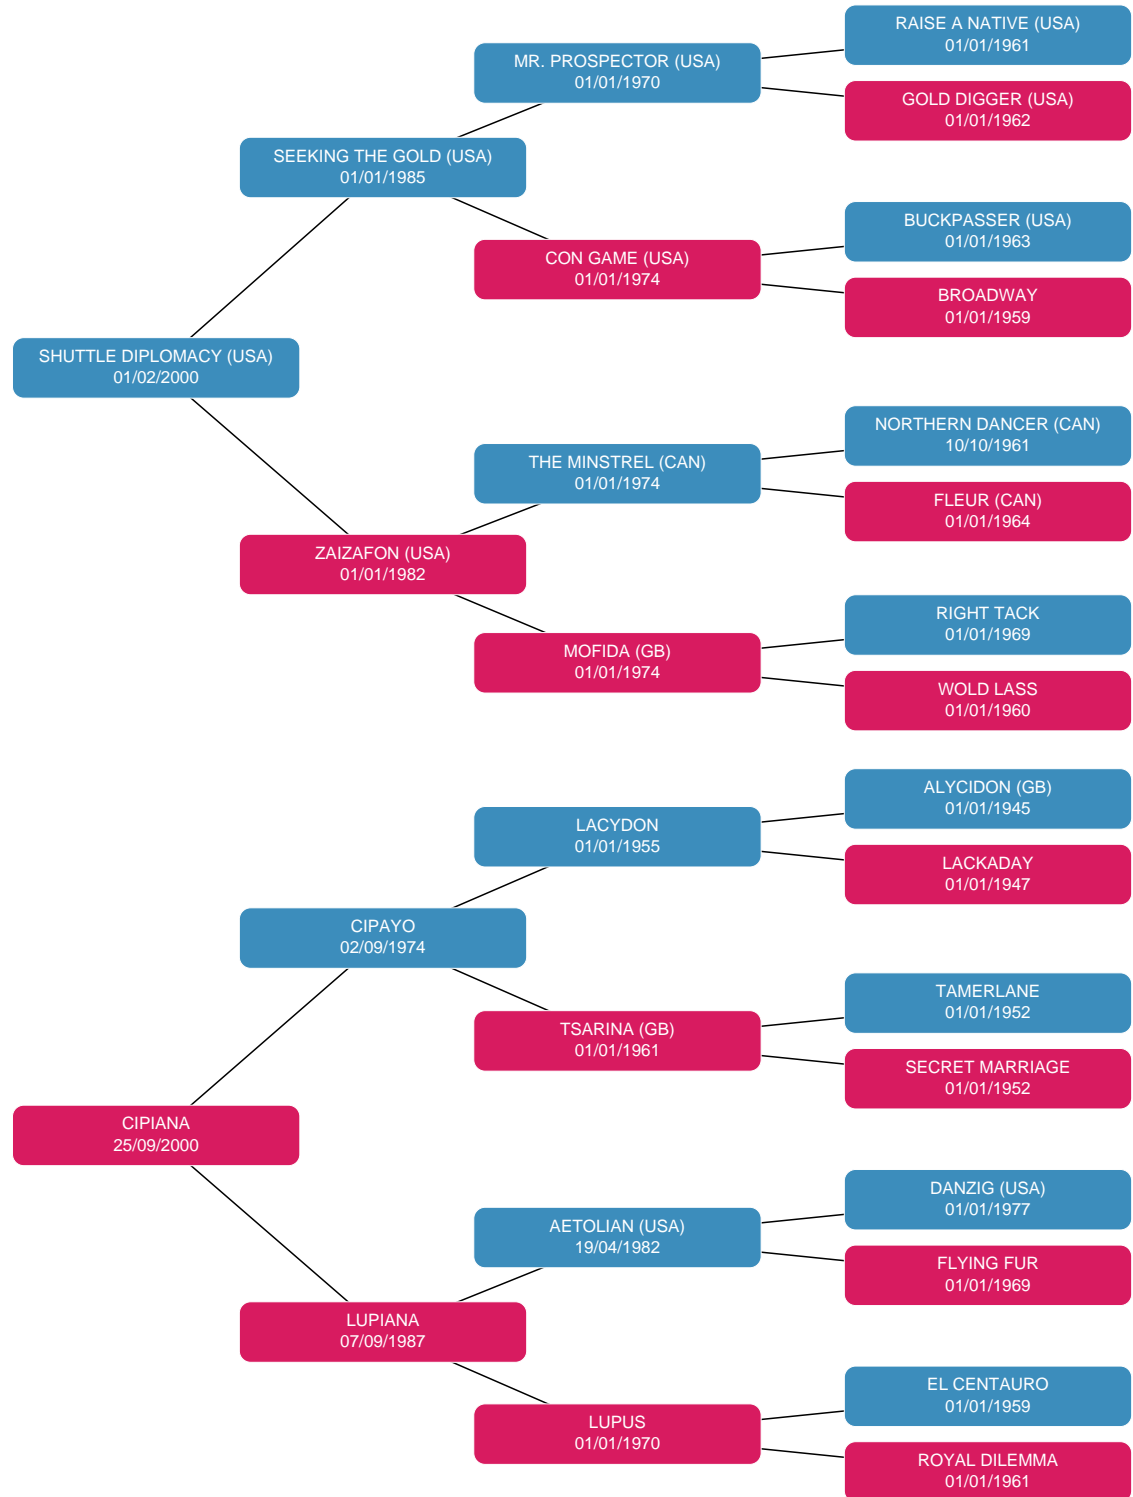 RAISE A NATIVE (USA)
01/01/1961
MR. PROSPECTOR (USA)
01/01/1970
GOLD DIGGER (USA)
01/01/1962
SEEKING THE GOLD (USA)
01/01/1985
BUCKPASSER (USA)
01/01/1963
CON GAME (USA)
01/01/1974
BROADWAY
01/01/1959
SHUTTLE DIPLOMACY (USA)
01/02/2000
NORTHERN DANCER (CAN)
10/10/1961
THE MINSTREL (CAN)
01/01/1974
FLEUR (CAN)
01/01/1964
ZAIZAFON (USA)
01/01/1982
RIGHT TACK
01/01/1969
MOFIDA (GB)
01/01/1974
WOLD LASS
01/01/1960
ALYCIDON (GB)
01/01/1945
LACYDON
01/01/1955
LACKADAY
01/01/1947
CIPAYO
02/09/1974
TAMERLANE
01/01/1952
TSARINA (GB)
01/01/1961
SECRET MARRIAGE
01/01/1952
CIPIANA
25/09/2000
DANZIG (USA)
01/01/1977
AETOLIAN (USA)
19/04/1982
FLYING FUR
01/01/1969
LUPIANA
07/09/1987
EL CENTAURO
01/01/1959
LUPUS
01/01/1970
ROYAL DILEMMA
01/01/1961